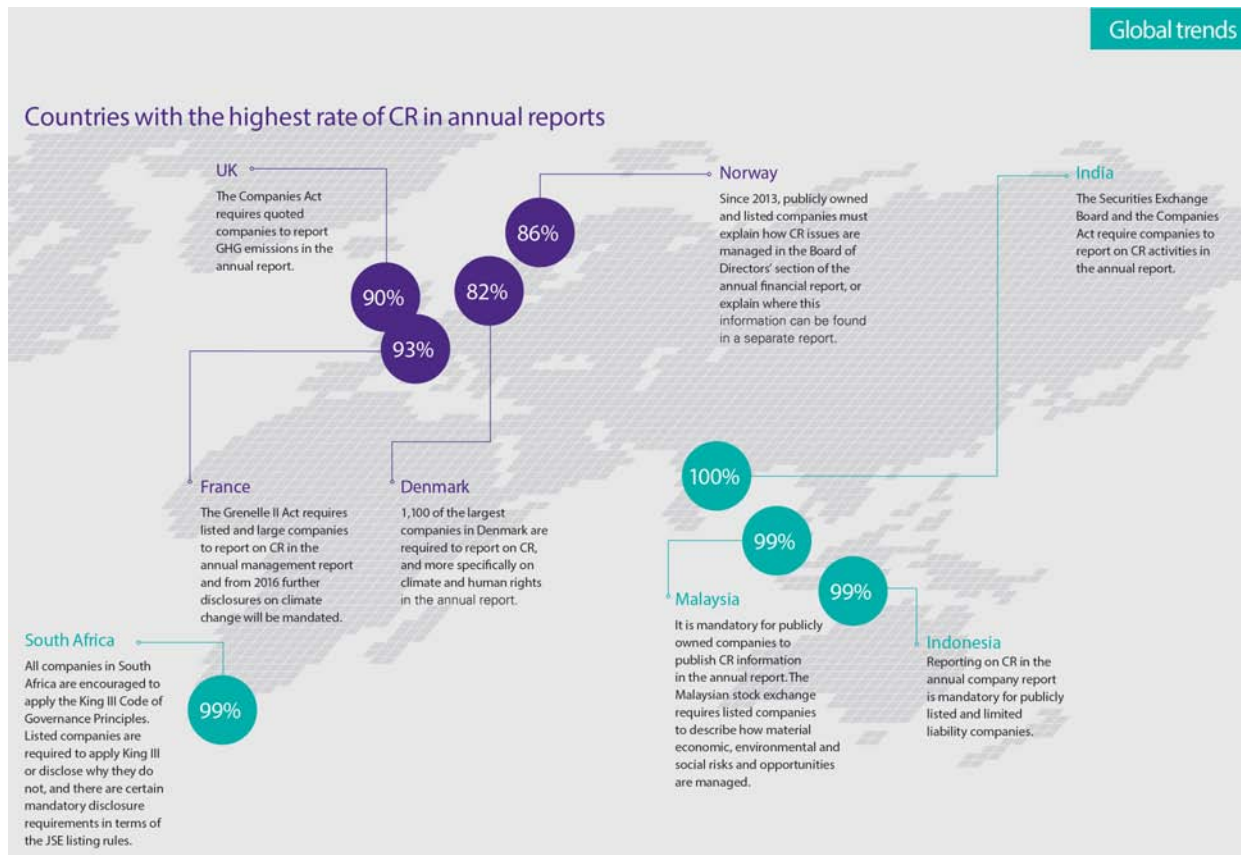 Global trends
Countries with the highest rate of CR in annual reports
UK
The Companies Act
requires quoted
companies to report
GHG emissions in the
annual report.
90%
93%
82%
86%
Norway
Since 2013, publicly owned
and listed companies must
explain how CR issues are
managed in the Board of
Directors' section of the
annual financial report, or
explain where this
information can be found
in a separate report.
India
The Securities Exchange
Board and the Companies
Act require companies to
report on CR activities in
the annual report.
France
The Grenelle II Act requires
listed and large companies
to report on CR in the
annual management report
and from 2016 further
disclosures on climate
change will be mandated.
Denmark
1,100 of the largest
companies in Denmark are
required to report on CR,
and more specifically on
climate and human rights
in the annual report.
100%
99%
99%
Malaysia
It is mandatory for publicly
owned companies to
publish CR information
in the annual report. The
Malaysian stock exchange
requires listed companies
to describe how material
economic, environmental and
social risks and opportunities
are managed.
Indonesia
Reporting on CR in the
annual company report
is mandatory for publicly
listed and limited
liability companies.
South Africa
All companies in South
Africa are encouraged to
apply the King III Code of
Governance Principles.
Listed companies are
required to apply King III
or disclose why they do
not, and there are certain
mandatory disclosure
requirements in terms of
the JSE listing rules.
99%